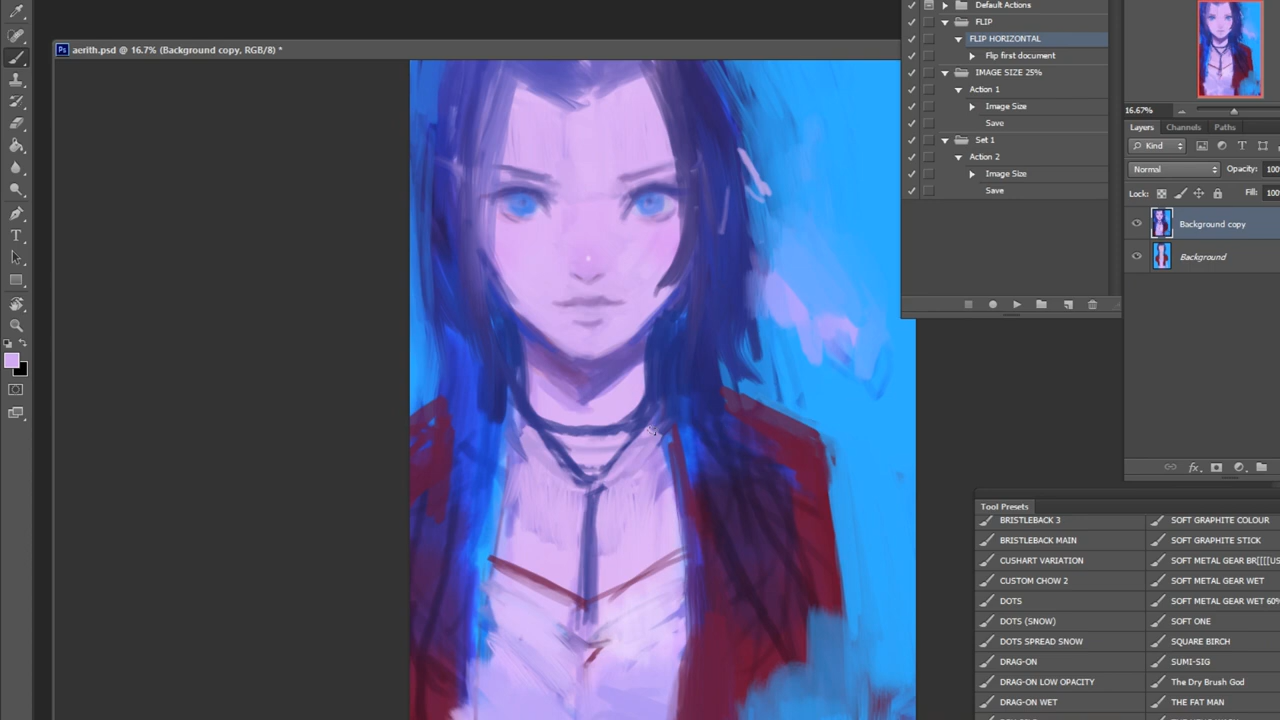 Default Actions
aerith.psd @ 16.7% (Background copy, RGB/8) *
FLIP
FLIP HORIZONTAL
Flip first document
IMAGE SIZE 25%
Action 1
Image Size
Save
Set 1
Action 2
Image Size
Save
16.67%
Layers Channels Paths
Kind
Normal Opacity: 100
Lock: Fill: 100
Background copy
Background
Tool Presets
BRISTLEBACK 3
BRISTLEBACK MAIN
CUSHART VARIATION
CUSTOM CHOW 2
DOTS
DOTS (SNOW)
DOTS SPREAD SNOW
DRAG-ON
DRAG-ON LOW OPACITY
DRAG-ON WET
SOFT GRAPHITE COLOUR
SOFT GRAPHITE STICK
SOFT METAL GEAR BR[[[[US
SOFT METAL GEAR WET
SOFT METAL GEAR WET 60%
SOFT ONE
SQUARE BIRCH
SUMI-SIG
The Dry Brush God
THE FAT MAN